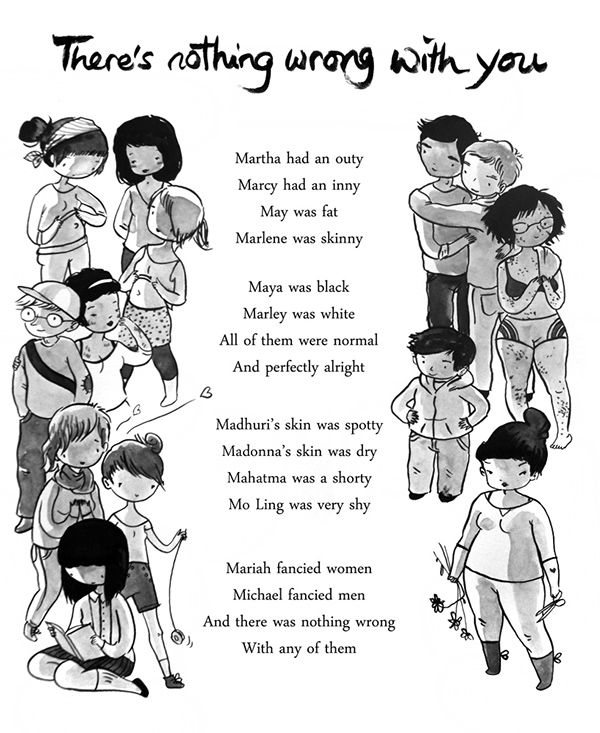 There's nothing wrong with you
Martha had an outy
Marcy had an inny
May was fat
Marlene was skinny
Maya was black
Marley was white
All of them were normal
And perfectly alright
Madhuri's skin was spotty
Madonna's skin was dry
Mahatma was a shorty
Mo Ling was very shy
Mariah fancied women
Michael fancied men
And there was nothing wrong
With any of them